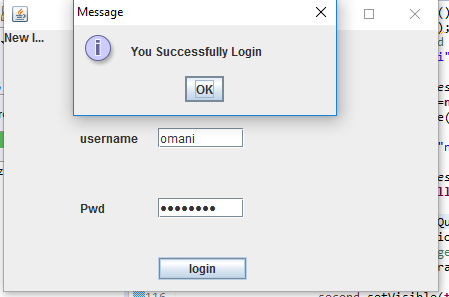 Message
New I...
You Successfully Login
OK
username
omani
Pwd
login
116
second.setVisible(t